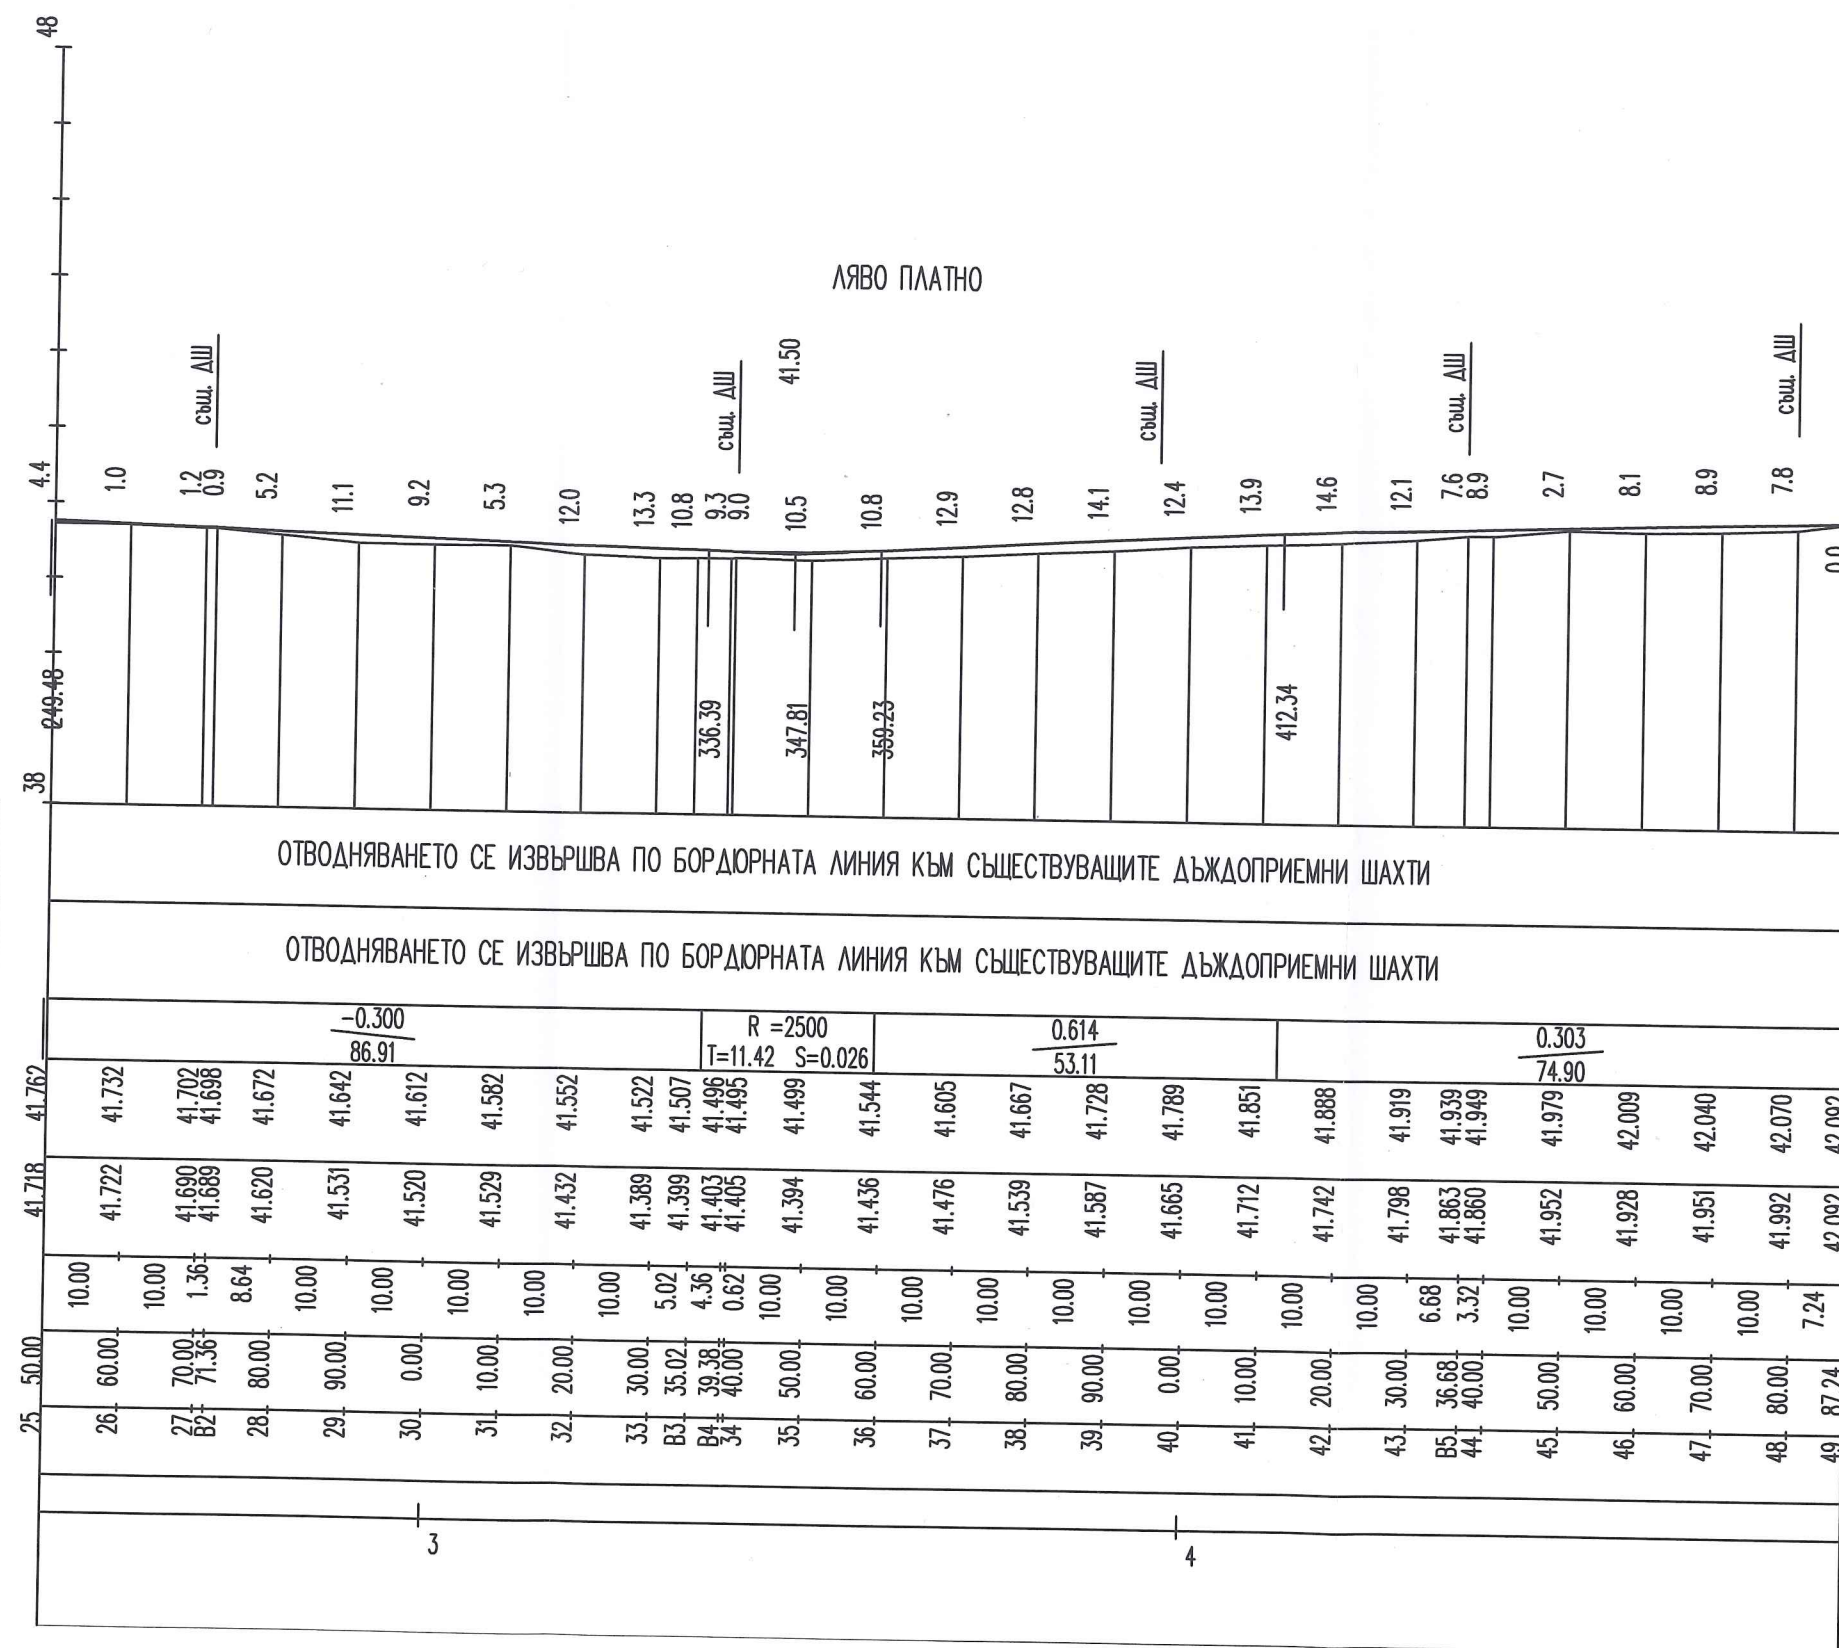 48
ЛЯВО ПЛАТНО
същ. ДШ същ. ДШ 41.50 същ. ДШ същ. ДШ същ. ДШ
4.4 1.0 1.2 0.9 5.2 11.1 9.2 5.3 12.0 13.3 10.8 9.3 9.0 10.5 10.8 12.9 12.8 14.1 12.4 13.9 14.6 12.1 7.6 8.9 2.7 8.1 8.9 7.8 0.0
249.48 336.39 347.81 359.23 412.34
38
ОТВОДНЯВАНЕТО СЕ ИЗВЪРШВА ПО БОРДЮРНАТА ЛИНИЯ КЪМ СЪЩЕСТВУВАЩИТЕ ДЪЖДОПРИЕМНИ ШАХТИ
ОТВОДНЯВАНЕТО СЕ ИЗВЪРШВА ПО БОРДЮРНАТА ЛИНИЯ КЪМ СЪЩЕСТВУВАЩИТЕ ДЪЖДОПРИЕМНИ ШАХТИ
-0.300 R =2500 0.614 0.303
86.91 T=11.42 S=0.026 53.11 74.90
41.762 41.732 41.702 41.698 41.672 41.642 41.612 41.582 41.552 41.522 41.507 41.496 41.495 41.499 41.544 41.605 41.667 41.728 41.789 41.851 41.888 41.919 41.939 41.949 41.979 42.009 42.040 42.070 42.092
41.718 41.722 41.690 41.689 41.620 41.531 41.520 41.529 41.432 41.389 41.399 41.403 41.405 41.394 41.436 41.476 41.539 41.587 41.665 41.712 41.742 41.798 41.863 41.860 41.952 41.928 41.951 41.992 42.092
10.00 10.00 1.36 8.64 10.00 10.00 10.00 10.00 10.00 5.02 4.36 0.62 10.00 10.00 10.00 10.00 10.00 10.00 10.00 10.00 10.00 6.68 3.32 10.00 10.00 10.00 10.00 7.24
50.00 60.00 70.00 71.36 80.00 90.00 0.00 10.00 20.00 30.00 35.02 39.38 40.00 50.00 60.00 70.00 80.00 90.00 0.00 10.00 20.00 30.00 36.68 40.00 50.00 60.00 70.00 80.00 87.24
25 26 27 В2 28 29 30 31 32 33 В3 В4 34 35 36 37 38 39 40 41 42 43 В5 44 45 46 47 48 49
3 4